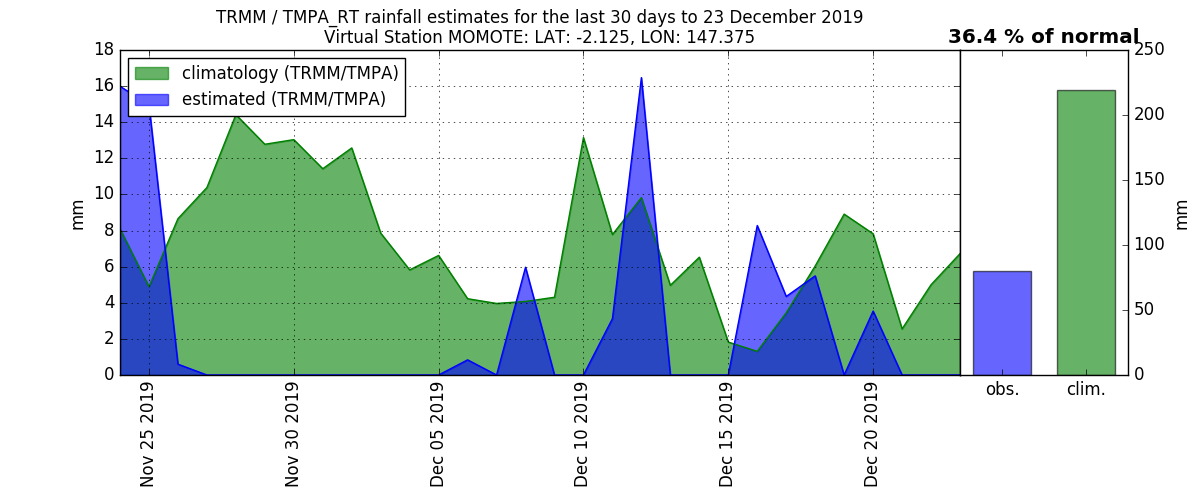 TRMM / TMPA_RT rainfall estimates for the last 30 days to 23 December 2019
Virtual Station MOMOTE: LAT: -2.125, LON: 147.375
36.4 % of normal
climatology (TRMM/TMPA)
estimated (TRMM/TMPA)
mm
18
16
14
12
10
8
6
4
2
0
Nov 25 2019
Nov 30 2019
Dec 05 2019
Dec 10 2019
Dec 15 2019
Dec 20 2019
obs.
clim.
250
200
150
100
50
0
mm